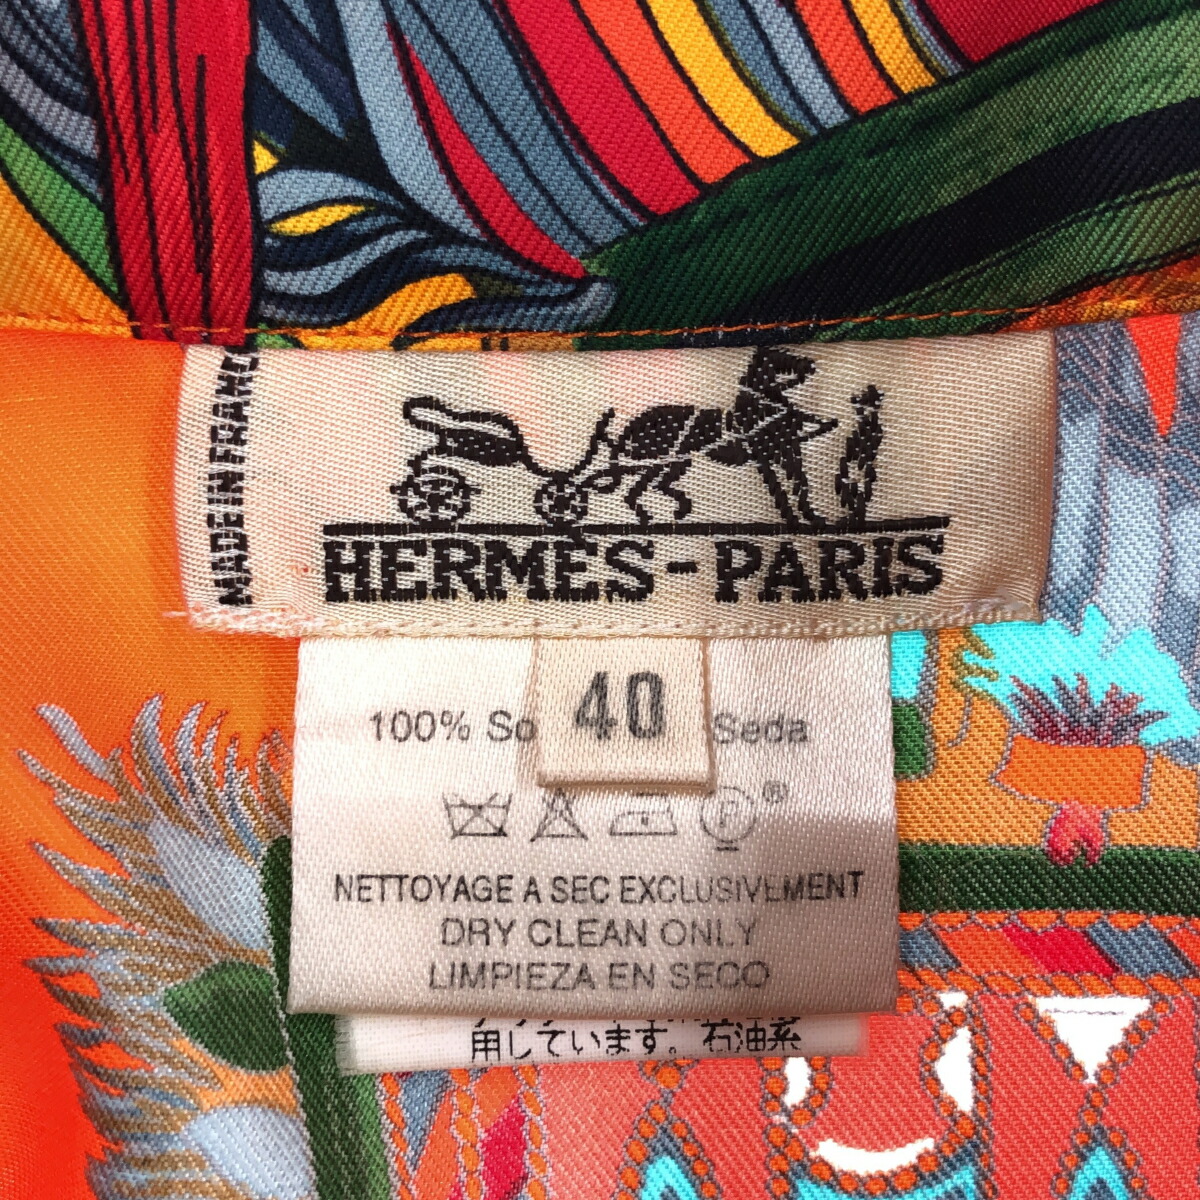 MADE IN FRANCE
HERMES-PARIS
40
100% So Seda
®
NETTOYAGE A SEC EXCLUSIVEMENT
DRY CLEAN ONLY
LIMPIEZA EN SECO
用しています。石油系